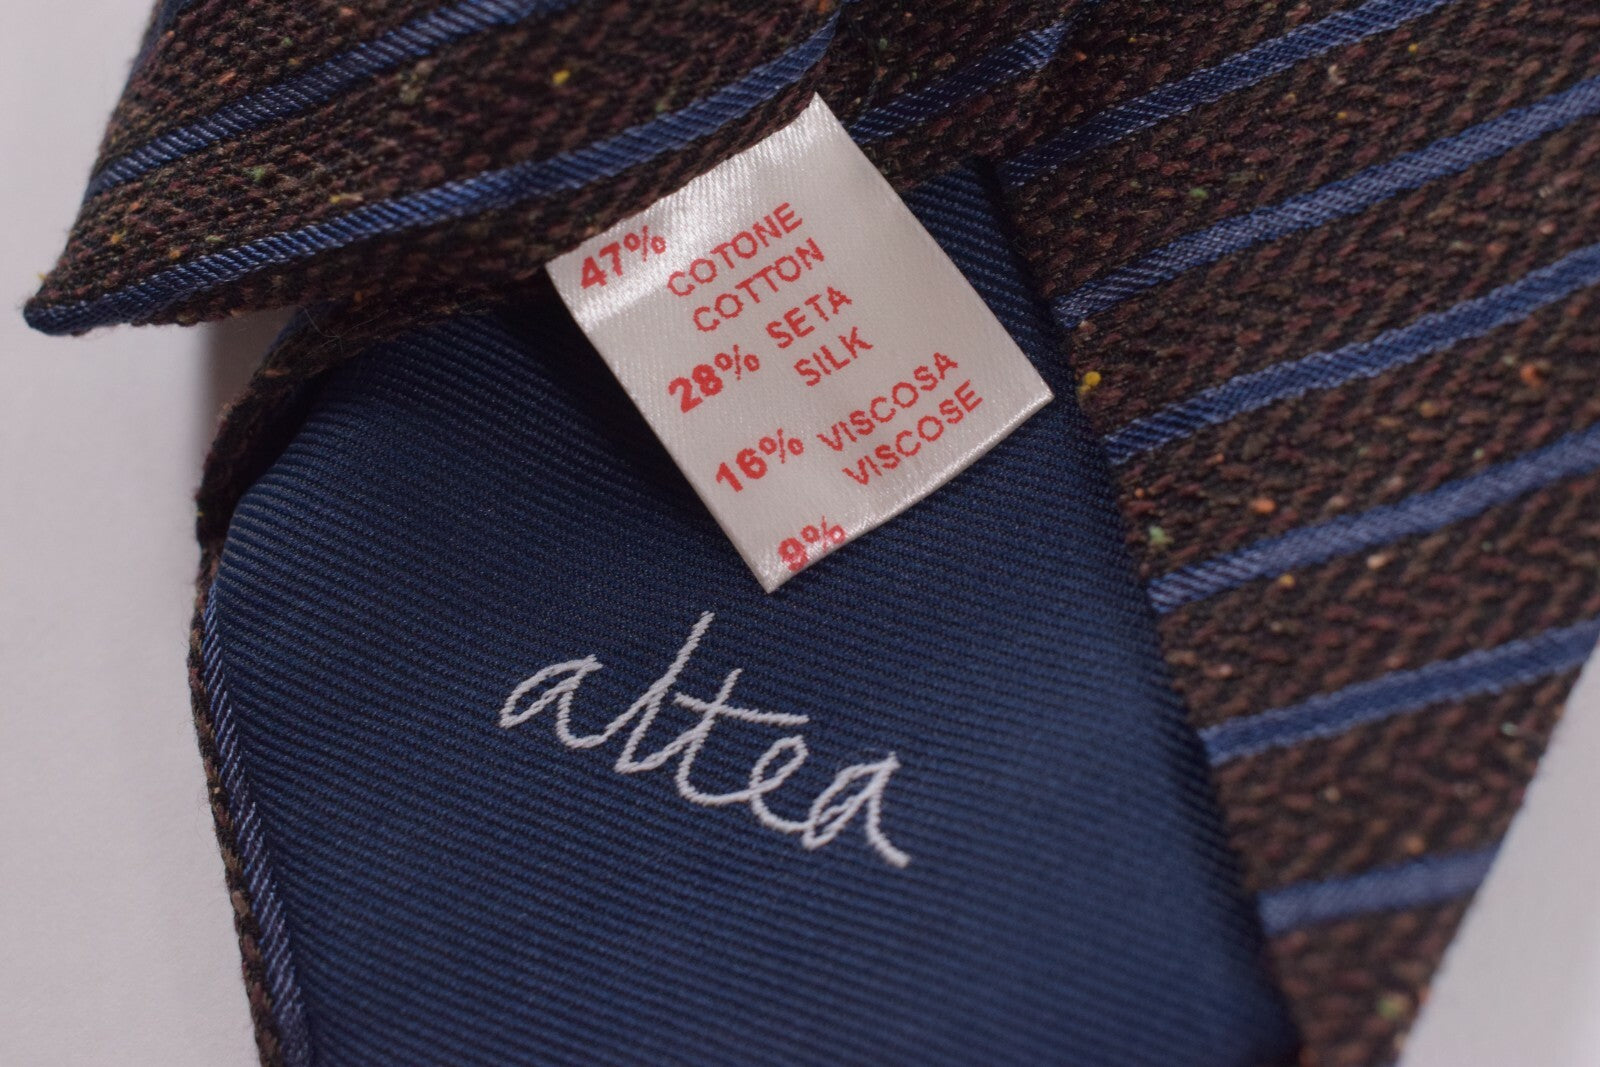 47% COTONE
COTTON
28% SETA
SILK
16% VISCOSA
VISCOSE
9%
altea